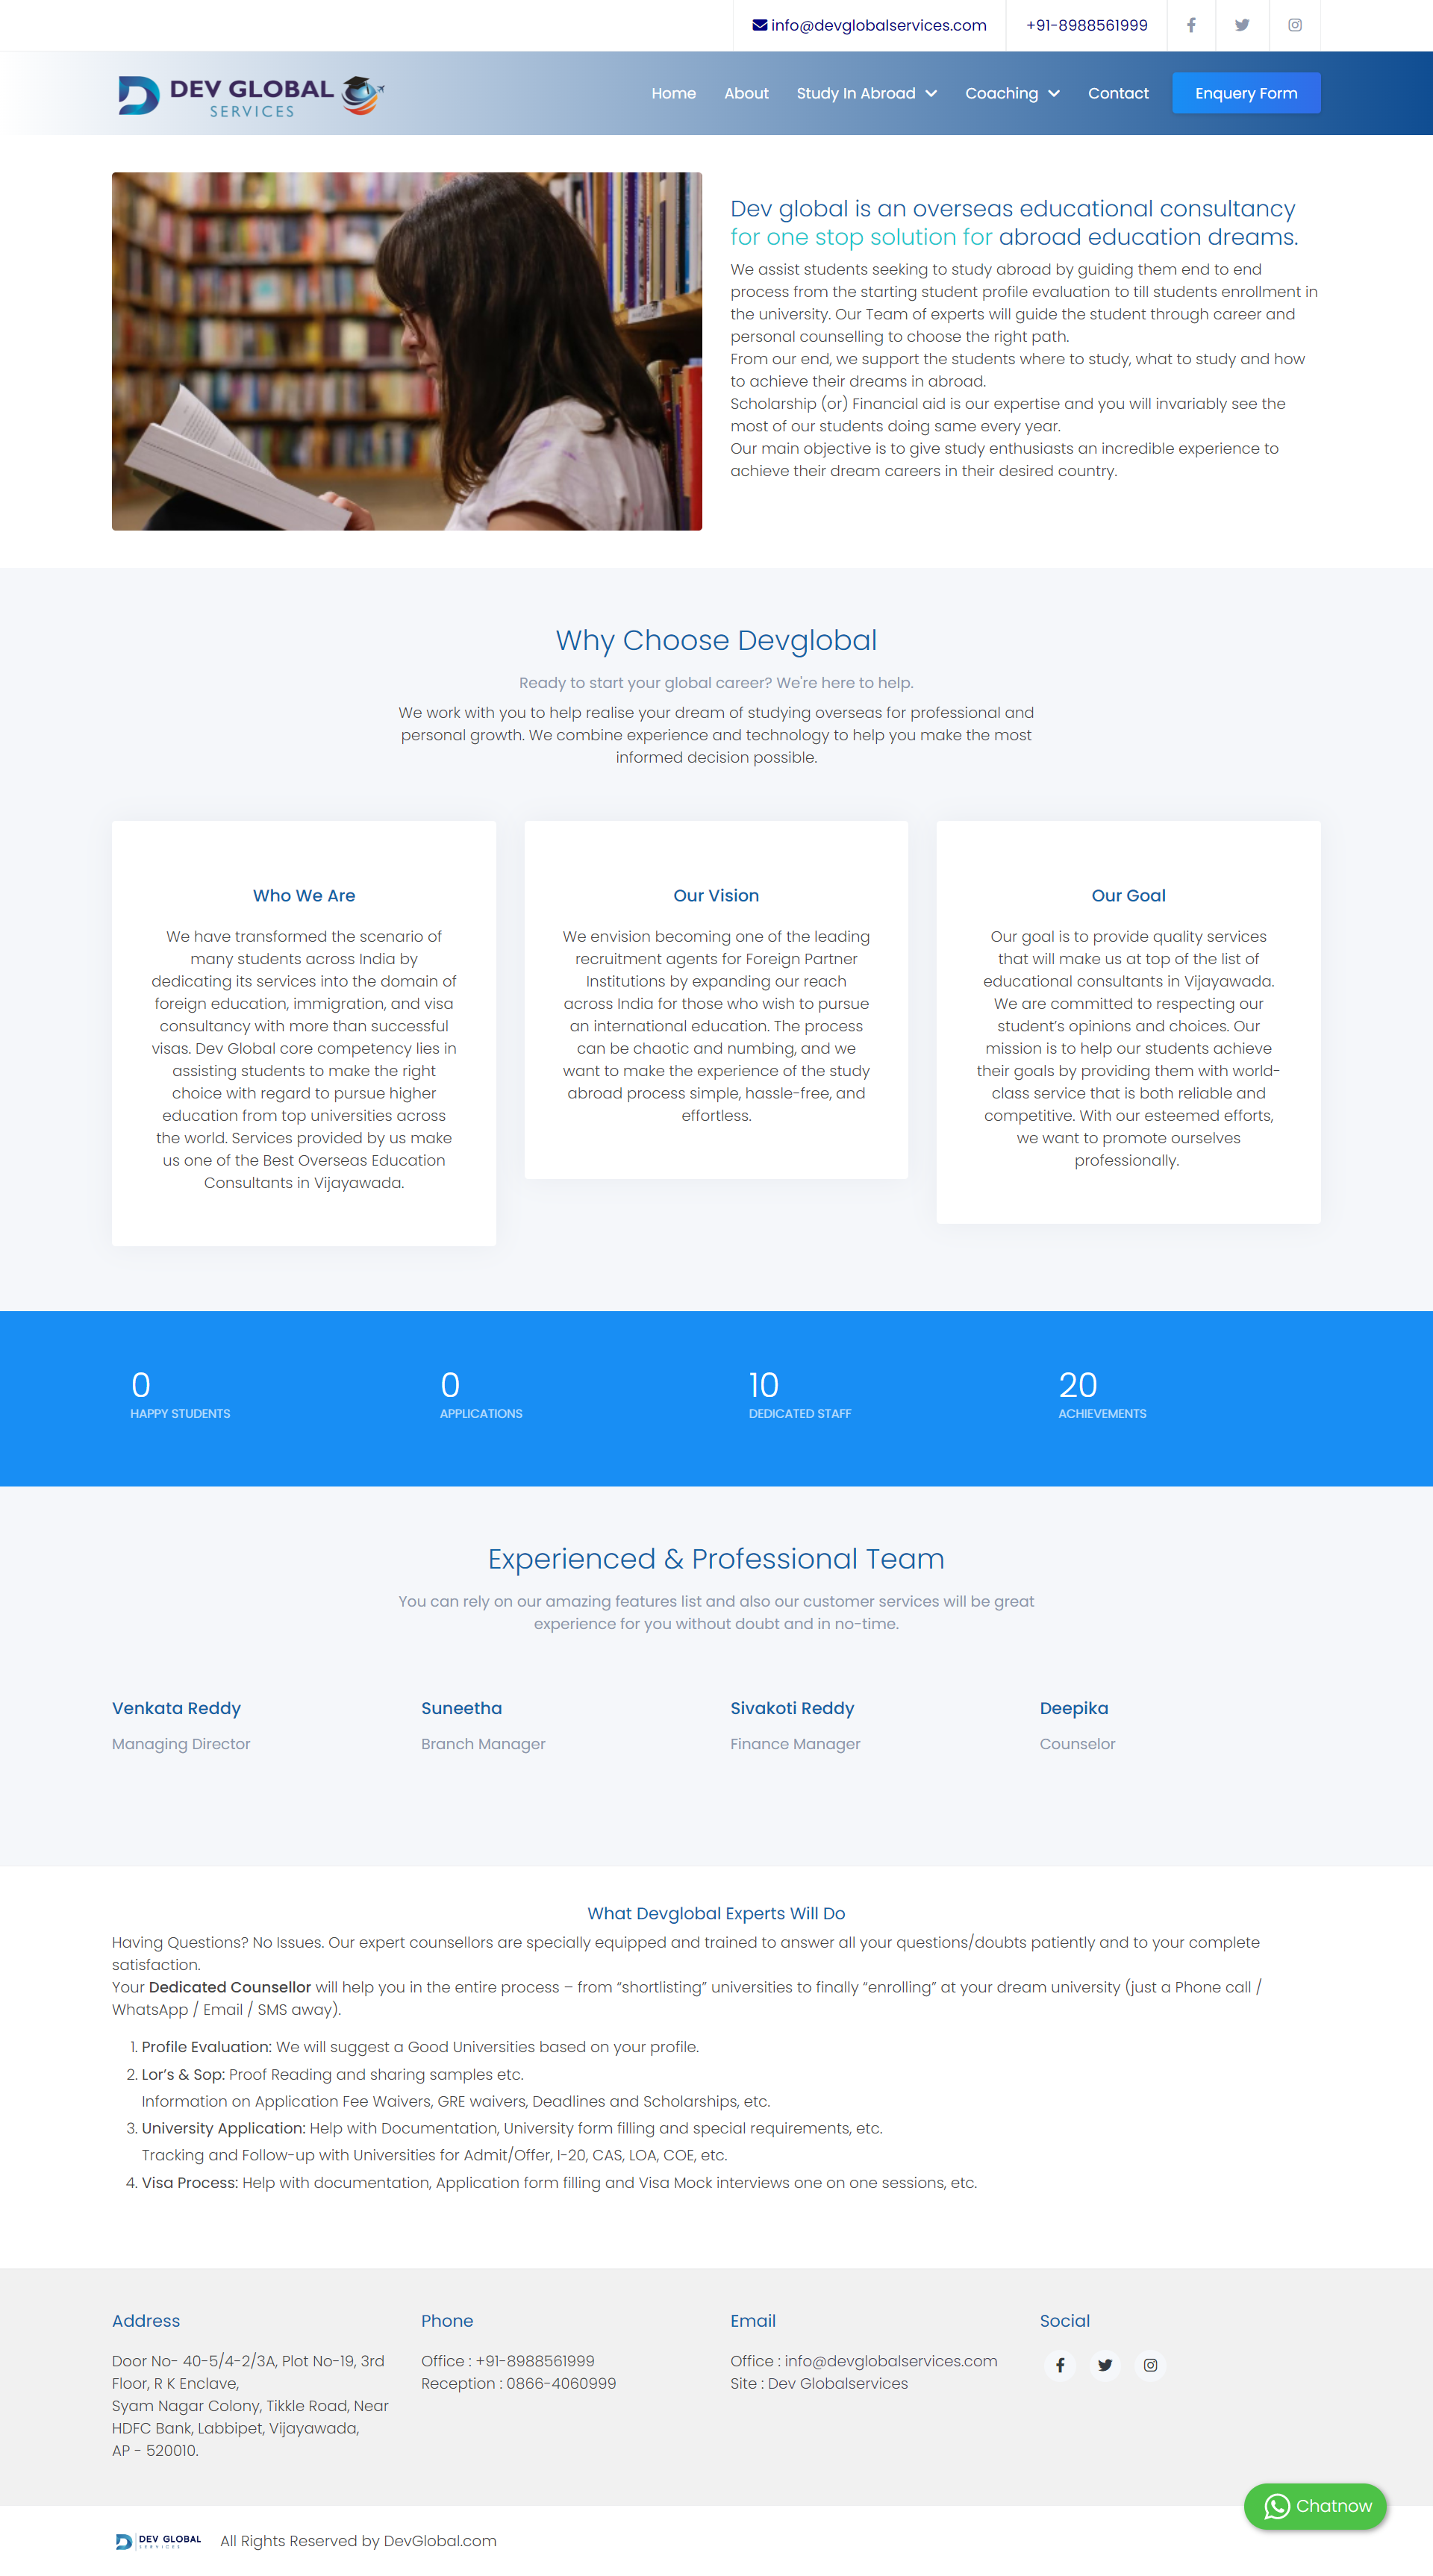 info@devglobalservices.com
+91-8988561999
DEV GLOBAL
SERVICES
Home
About
Study In Abroad
Coaching
Contact
Enquery Form
Dev global is an overseas educational consultancy
for one stop solution for abroad education dreams.
We assist students seeking to study abroad by guiding them end to end
process from the starting student profile evaluation to till students enrollment in
the university. Our Team of experts will guide the student through career and
personal counselling to choose the right path.
From our end, we support the students where to study, what to study and how
to achieve their dreams in abroad.
Scholarship (or) Financial aid is our expertise and you will invariably see the
most of our students doing same every year.
Our main objective is to give study enthusiasts an incredible experience to
achieve their dream careers in their desired country.
Why Choose Devglobal
Ready to start your global career? We're here to help.
We work with you to help realise your dream of studying overseas for professional and
personal growth. We combine experience and technology to help you make the most
informed decision possible.
Who We Are
We have transformed the scenario of
many students across India by
dedicating its services into the domain of
foreign education, immigration, and visa
consultancy with more than successful
visas. Dev Global core competency lies in
assisting students to make the right
choice with regard to pursue higher
education from top universities across
the world. Services provided by us make
us one of the Best Overseas Education
Consultants in Vijayawada.
Our Vision
We envision becoming one of the leading
recruitment agents for Foreign Partner
Institutions by expanding our reach
across India for those who wish to pursue
an international education. The process
can be chaotic and numbing, and we
want to make the experience of the study
abroad process simple, hassle-free, and
effortless.
Our Goal
Our goal is to provide quality services
that will make us at top of the list of
educational consultants in Vijayawada.
We are committed to respecting our
student’s opinions and choices. Our
mission is to help our students achieve
their goals by providing them with world-
class service that is both reliable and
competitive. With our esteemed efforts,
we want to promote ourselves
professionally.
0
HAPPY STUDENTS
0
APPLICATIONS
10
DEDICATED STAFF
20
ACHIEVEMENTS
Experienced & Professional Team
You can rely on our amazing features list and also our customer services will be great
experience for you without doubt and in no-time.
Venkata Reddy
Managing Director
Suneetha
Branch Manager
Sivakoti Reddy
Finance Manager
Deepika
Counselor
What Devglobal Experts Will Do
Having Questions? No Issues. Our expert counsellors are specially equipped and trained to answer all your questions/doubts patiently and to your complete
satisfaction.
Your Dedicated Counsellor will help you in the entire process – from “shortlisting” universities to finally “enrolling” at your dream university (just a Phone call /
WhatsApp / Email / SMS away).
1. Profile Evaluation: We will suggest a Good Universities based on your profile.
2. Lor’s & Sop: Proof Reading and sharing samples etc.
Information on Application Fee Waivers, GRE waivers, Deadlines and Scholarships, etc.
3. University Application: Help with Documentation, University form filling and special requirements, etc.
Tracking and Follow-up with Universities for Admit/Offer, I-20, CAS, LOA, COE, etc.
4. Visa Process: Help with documentation, Application form filling and Visa Mock interviews one on one sessions, etc.
Address
Door No- 40-5/4-2/3A, Plot No-19, 3rd
Floor, R K Enclave,
Syam Nagar Colony, Tikkle Road, Near
HDFC Bank, Labbipet, Vijayawada,
AP - 520010.
Phone
Office : +91-8988561999
Reception : 0866-4060999
Email
Office : info@devglobalservices.com
Site : Dev Globalservices
Social
Chatnow
DEV GLOBAL
SERVICES
All Rights Reserved by DevGlobal.com